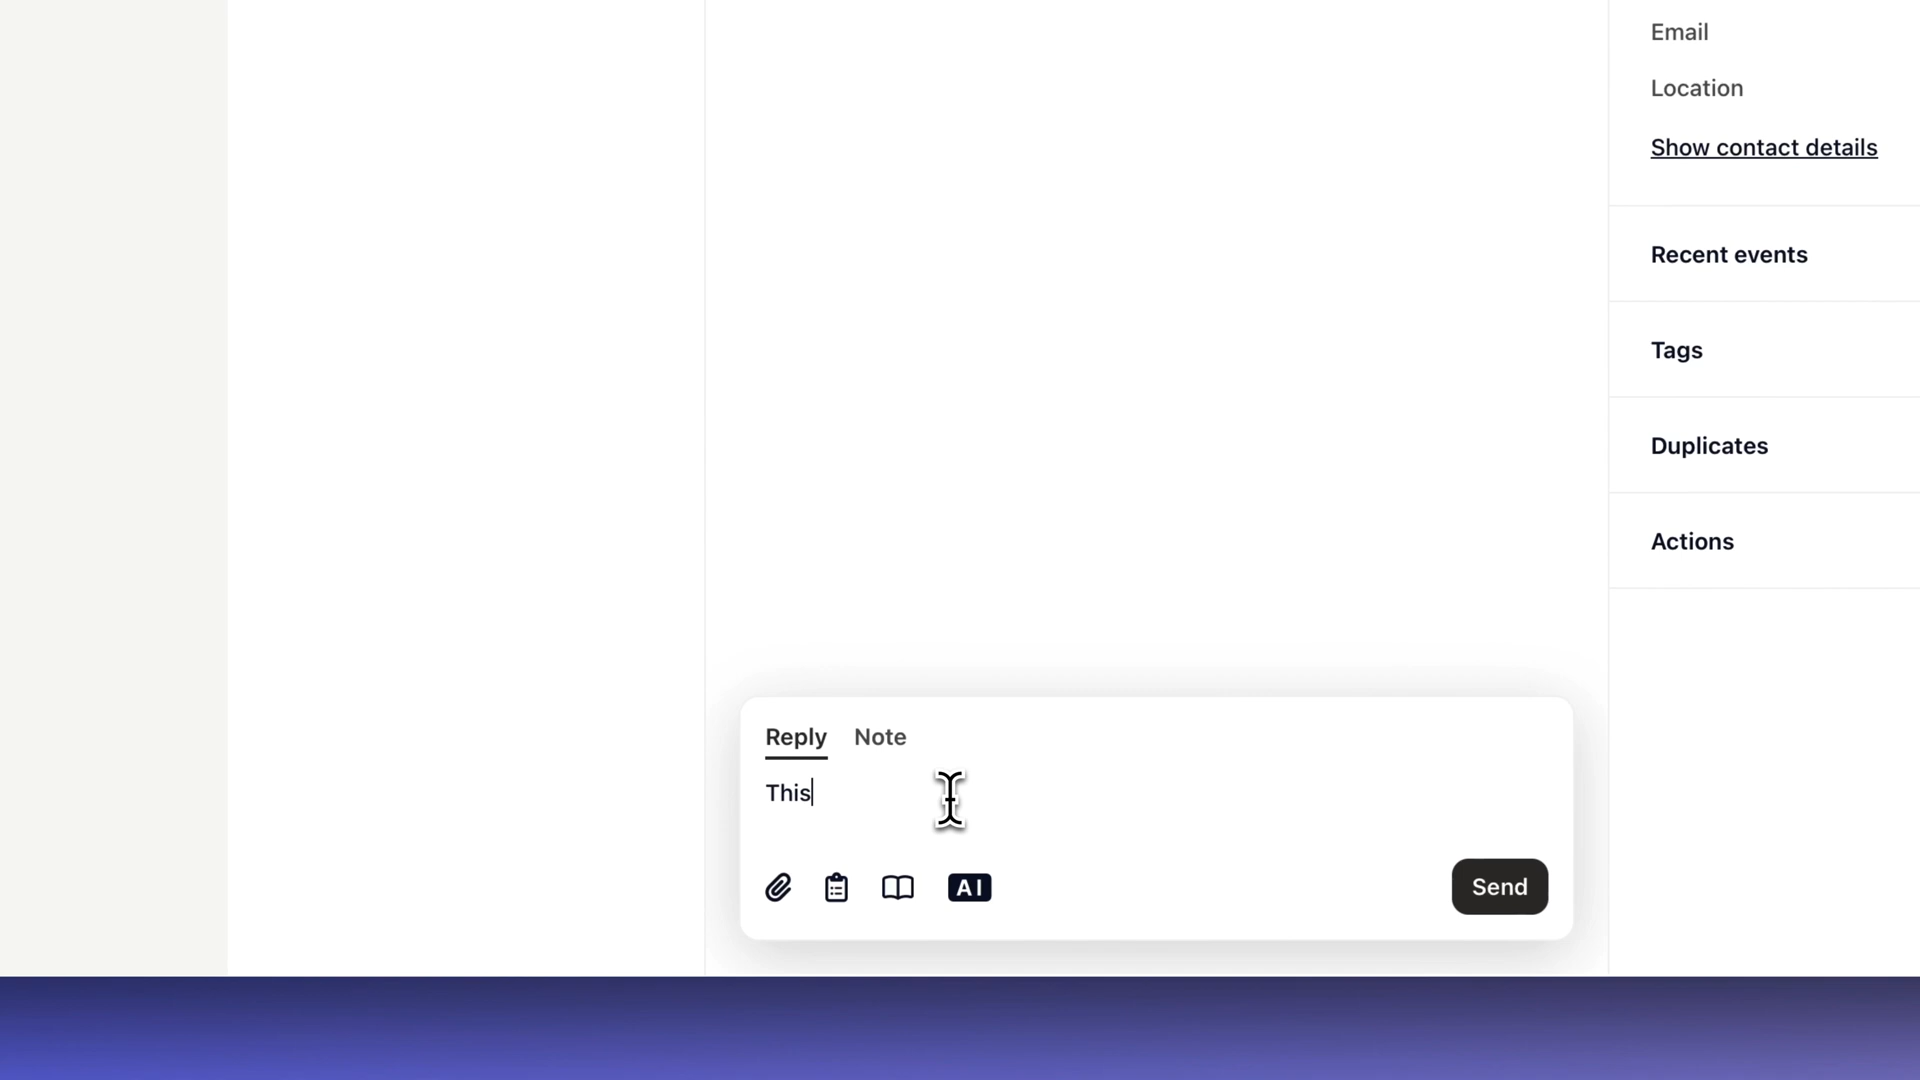 Email
Location
Show contact details
Recent events
Tags
Duplicates
Actions
Reply Note
This
AI
Send